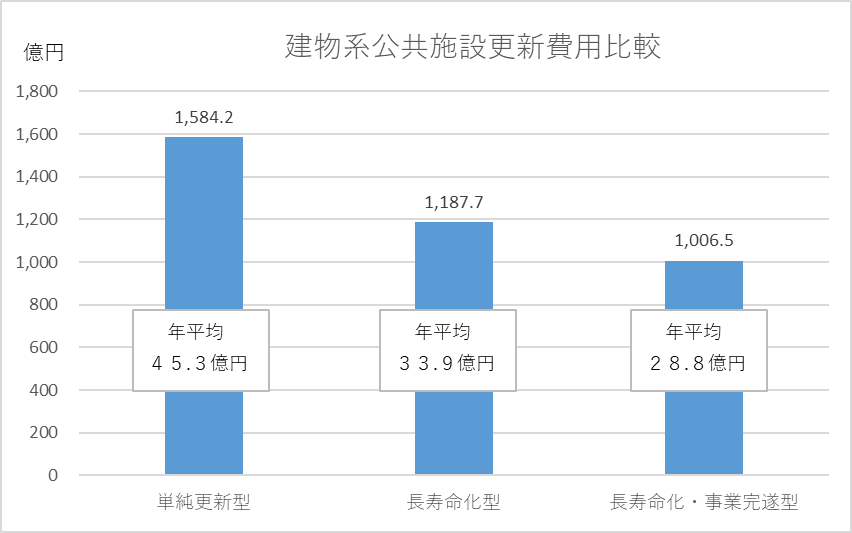 建物系公共施設更新費用比較
億円
1,800
1,600
1,400
1,200
1,000
800
600
400
200
0
1,584.2
1,187.7
1,006.5
年平均
４５.３億円
年平均
３３.９億円
年平均
２８.８億円
単純更新型
長寿命化型
長寿命化・事業完遂型